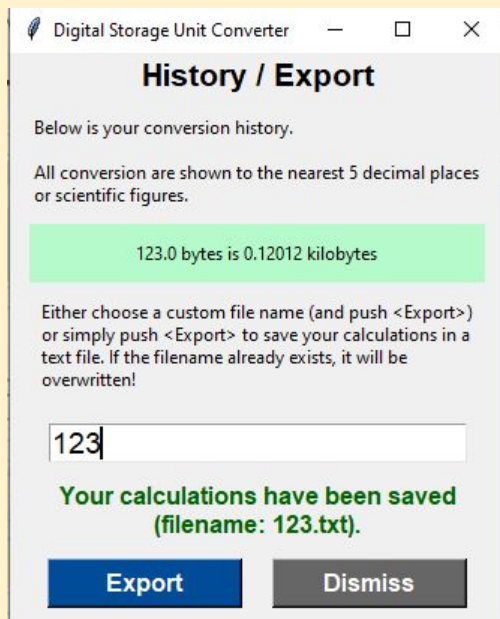 Digital Storage Unit Converter
History / Export
Below is your conversion history.
All conversion are shown to the nearest 5 decimal places
or scientific figures.
123.0 bytes is 0.12012 kilobytes
Either choose a custom file name (and push <Export>)
or simply push <Export> to save your calculations in a
text file. If the filename already exists, it will be
overwritten!
123
Your calculations have been saved
(filename: 123.txt).
Export Dismiss